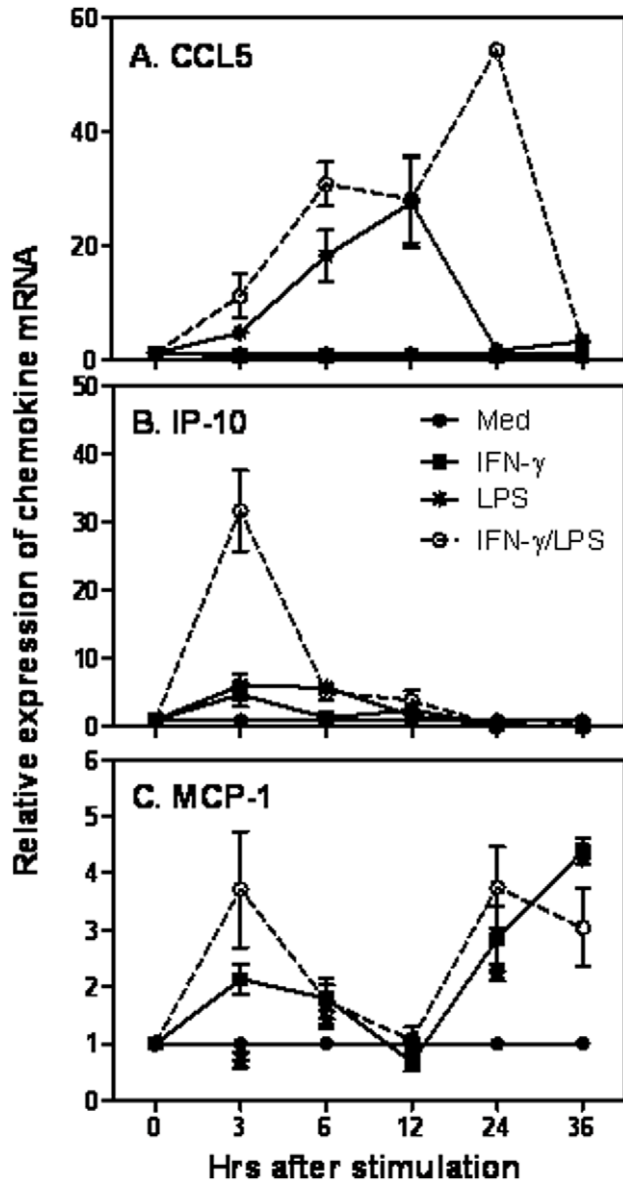 Relative expression of chemokine mRNA
60
A. CCL5
40
20
0
50
B. IP-10
40
Med
IFN-γ
30
LPS
IFN-γ/LPS
20
10
0
6
C. MCP-1
5
4
3
2
1
0
0 3 6 12 24 36
Hrs after stimulation